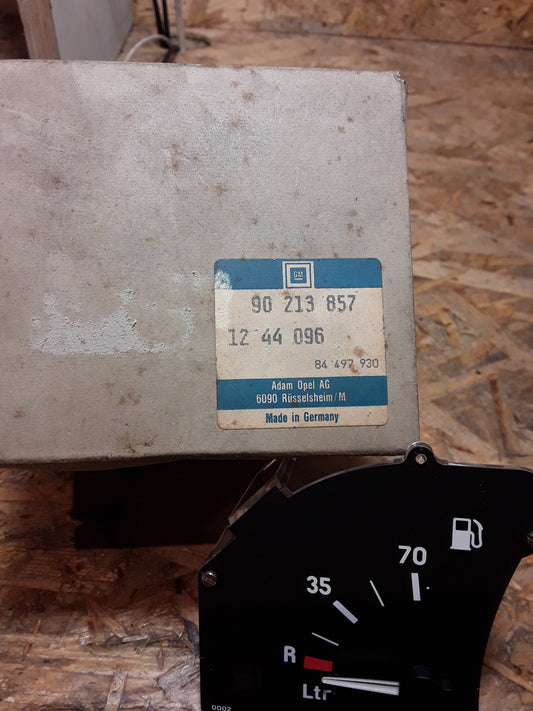 GM
90 213 857
12 44 096
84 497 930
Adam Opel AG
6090 Rüsselsheim/M
Made in Germany
70
35
R
Ltr
0002